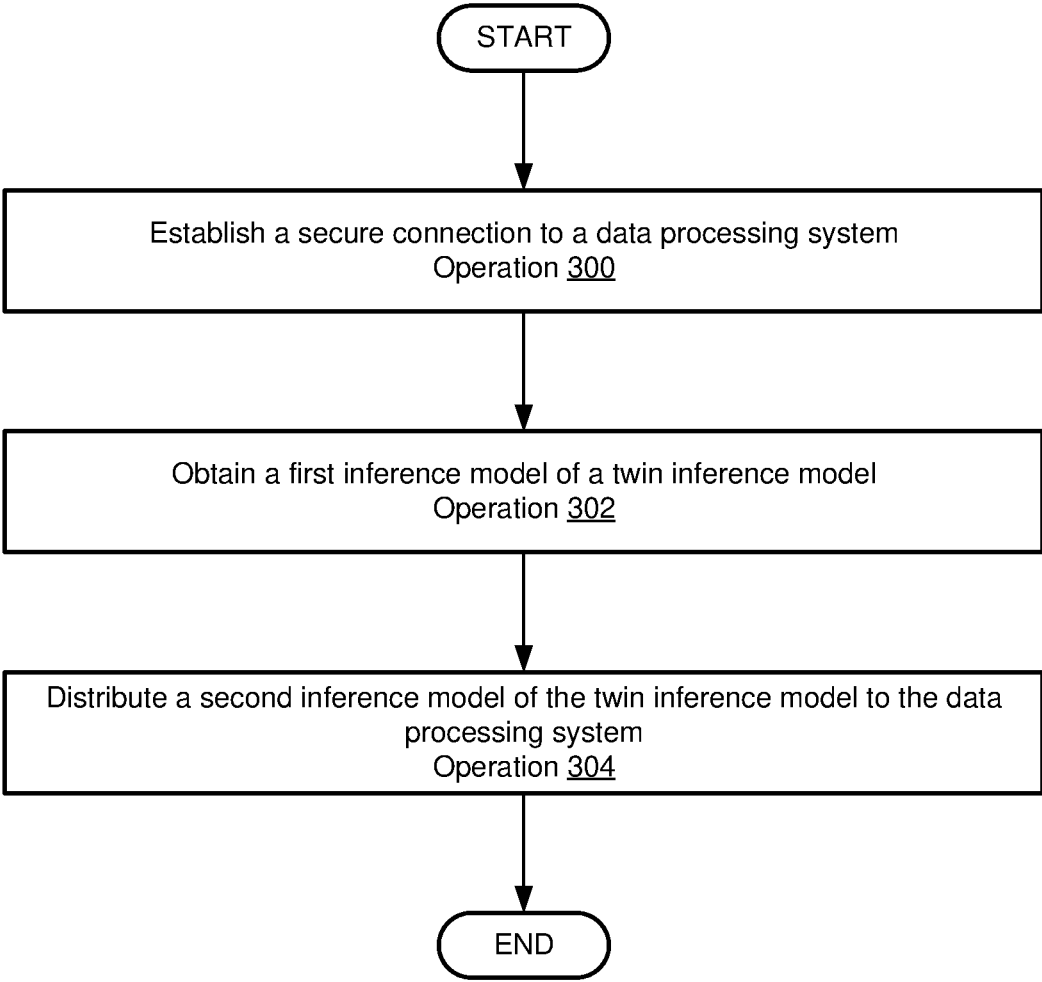 START
Establish a secure connection to a data processing system
Operation 300
Obtain a first inference model of a twin inference model
Operation 302
Distribute a second inference model of the twin inference model to the data
processing system
Operation 304
END